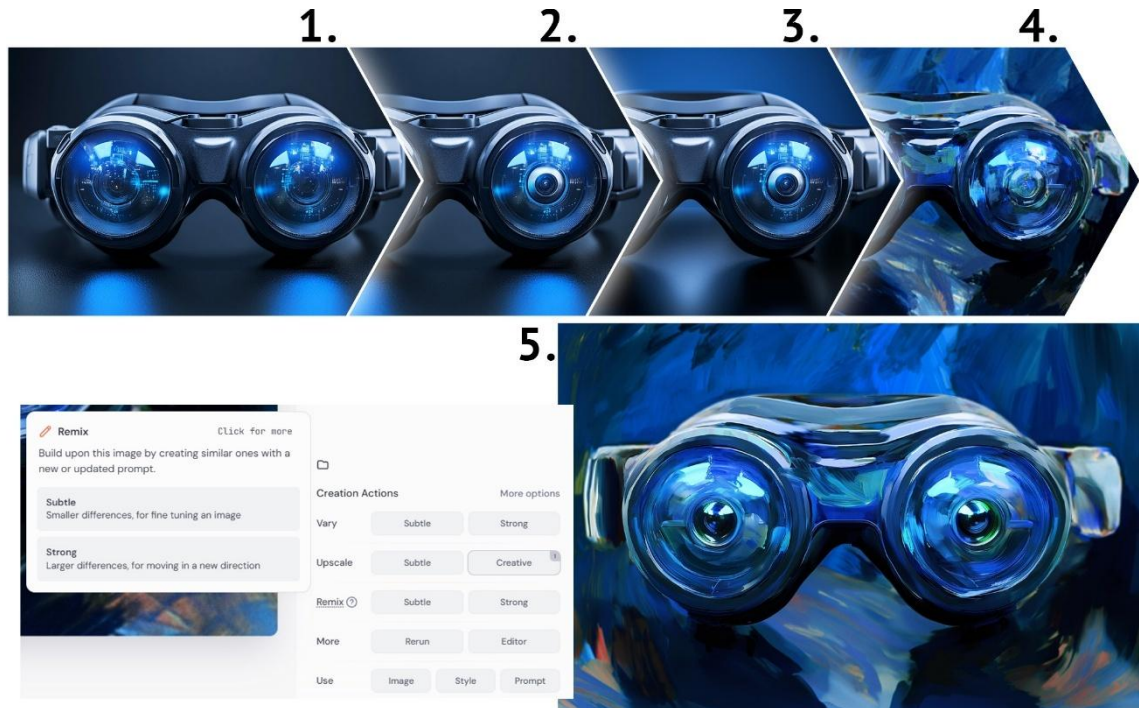 1.
2.
3.
4.
5.
Remix Click for more
Build upon this image by creating similar ones with a
new or updated prompt.
Subtle
Smaller differences, for fine tuning an image
Strong
Larger differences, for moving in a new direction
Creation Actions More options
Vary Subtle Strong
Upscale Subtle Creative 1
Remix ? Subtle Strong
More Rerun Editor
Use Image Style Prompt